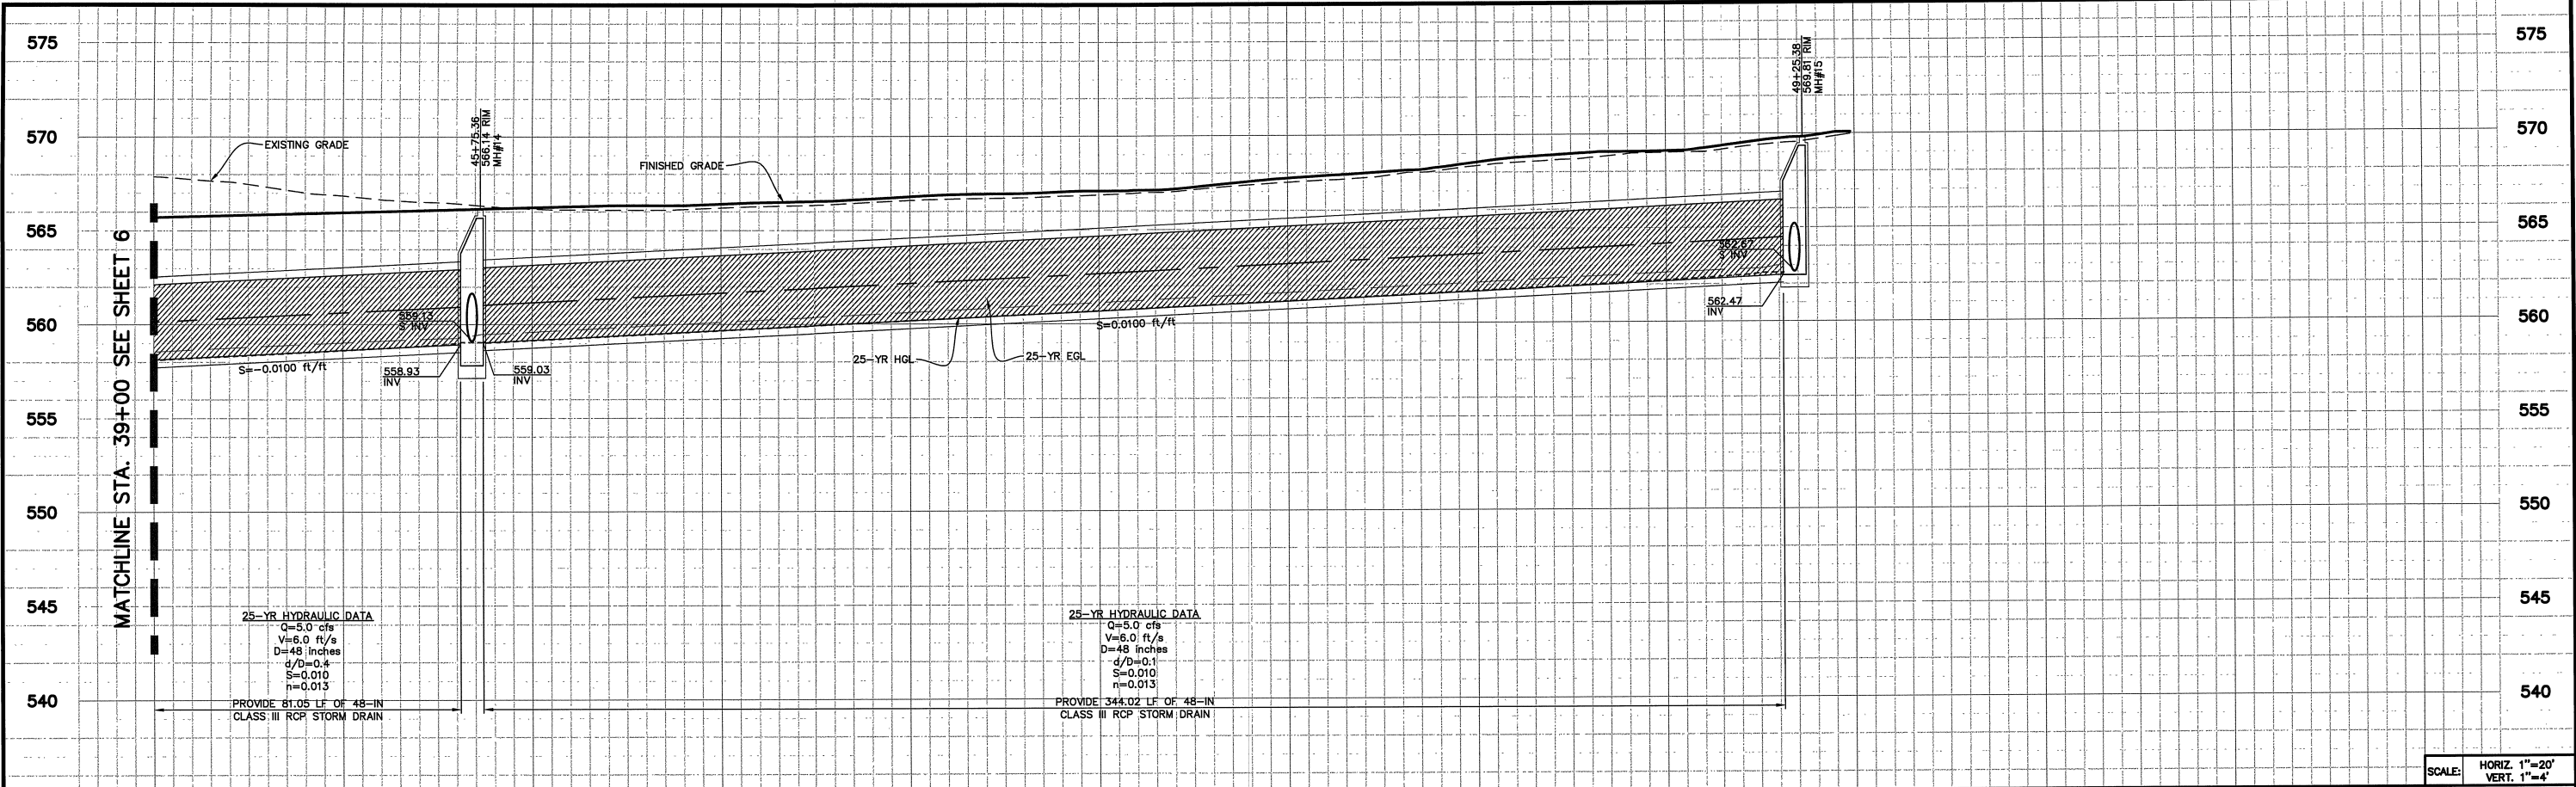 575
570
565
560
555
550
545
540
575
570
565
560
555
550
545
540
MATCHLINE STA. 39+00 SEE SHEET 6
EXISTING GRADE
45+75.36
566.14 RIM
MH#14
FINISHED GRADE
49+25.38
569.81 RIM
MH#15
559.13
S INV
S=-0.0100 ft/ft
558.93
INV
559.03
INV
25-YR HGL
25-YR EGL
S=0.0100 ft/ft
562.67
S INV
562.47
INV
25-YR HYDRAULIC DATA
Q=5.0 cfs
V=6.0 ft/s
D=48 inches
d/D=0.4
S=0.010
n=0.013
PROVIDE 81.05 LF OF 48-IN
CLASS III RCP STORM DRAIN
25-YR HYDRAULIC DATA
Q=5.0 cfs
V=6.0 ft/s
D=48 inches
d/D=0.1
S=0.010
n=0.013
PROVIDE 344.02 LF OF 48-IN
CLASS III RCP STORM DRAIN
SCALE:
HORIZ. 1"=20'
VERT. 1"=4'